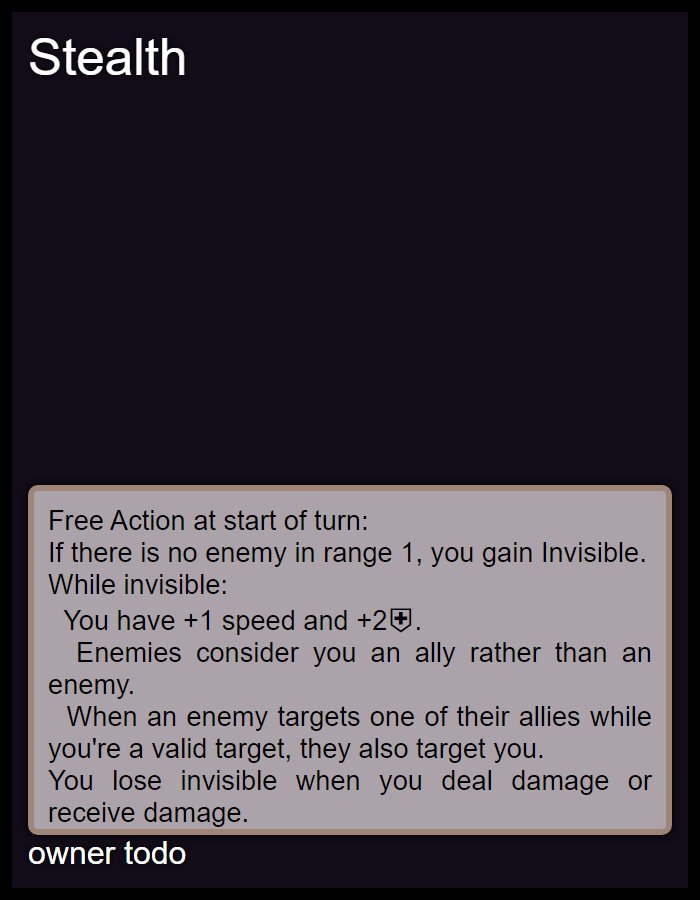 Stealth
Free Action at start of turn:
If there is no enemy in range 1, you gain Invisible.
While invisible:
You have +1 speed and +2⛨.
Enemies consider you an ally rather than an
enemy.
When an enemy targets one of their allies while
you're a valid target, they also target you.
You lose invisible when you deal damage or
receive damage.
owner todo